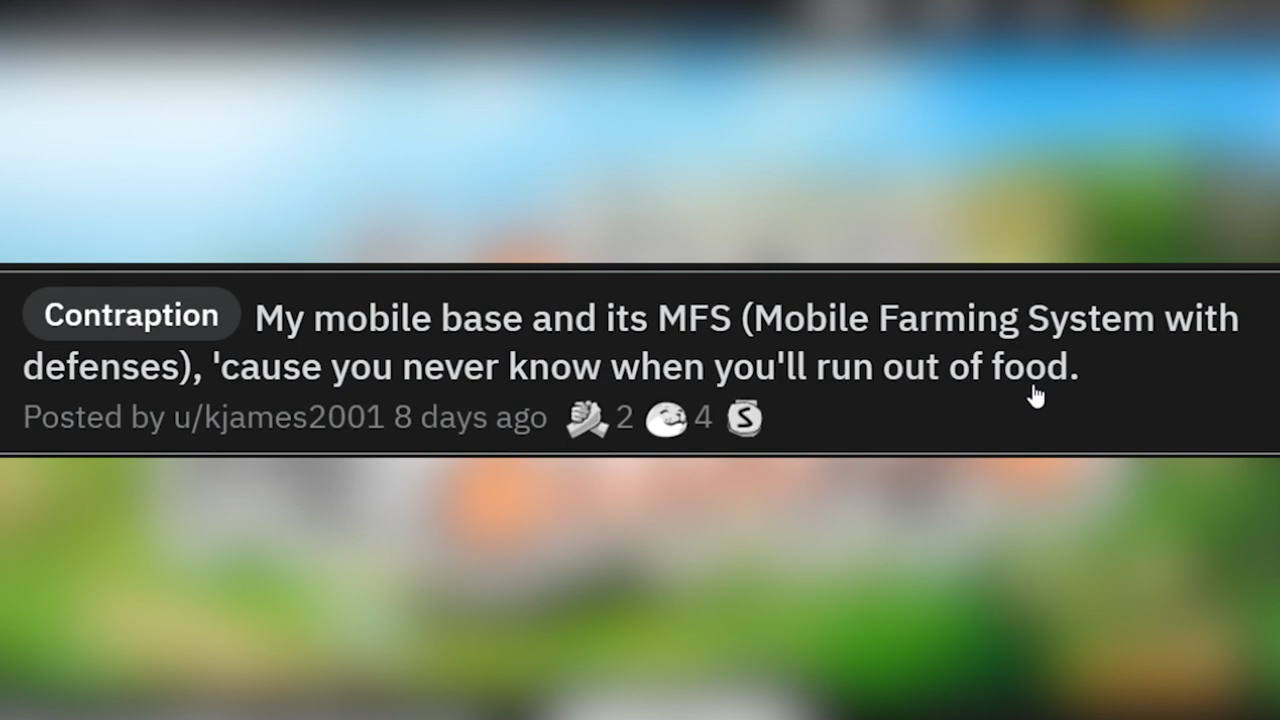 Contraption My mobile base and its MFS (Mobile Farming System with
defenses), 'cause you never know when you'll run out of food.
Posted by u/kjames2001 8 days ago 2 4 S